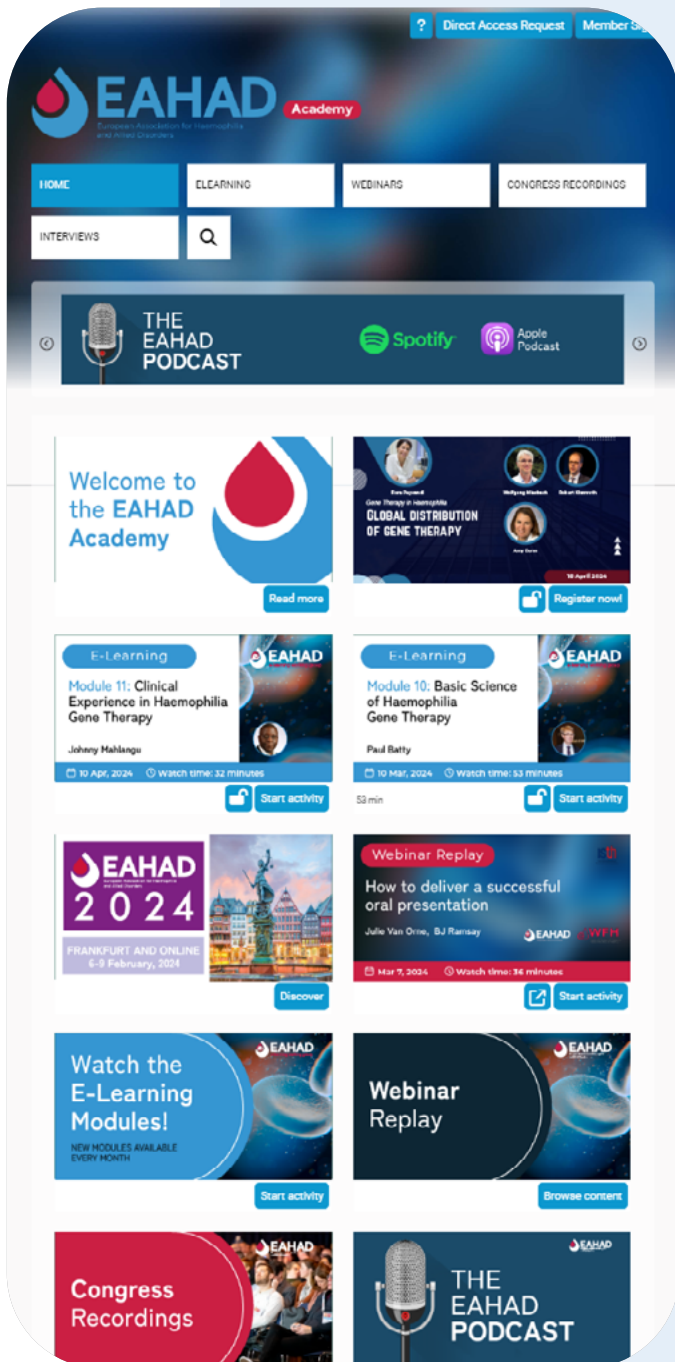 ? Direct Access Request Member Sig
EAHAD Academy
European Association for Haemophilia
and Allied Disorders
HOME
ELEARNING
WEBINARS
CONGRESS RECORDINGS
INTERVIEWS
THE
EAHAD
PODCAST
Spotify
Apple
Podcast
Welcome to
the EAHAD
Academy
Read more
Gene Therapy in Haemophilia
GLOBAL DISTRIBUTION
OF GENE THERAPY
18 April 2024
Register now!
E-Learning
EAHAD
Module 11: Clinical
Experience in Haemophilia
Gene Therapy
Johnny Mahlangu
10 Apr, 2024 Watch time: 32 minutes
Start activity
E-Learning
EAHAD
Module 10: Basic Science
of Haemophilia
Gene Therapy
Paul Batty
10 Mar, 2024 Watch time: 53 minutes
53 min
Start activity
EAHAD
2024
FRANKFURT AND ONLINE
6-9 February, 2024
Discover
Webinar Replay
How to deliver a successful
oral presentation
Julie Van Orne, BJ Ramsay
EAHAD WFH
Mar 7, 2024 Watch time: 36 minutes
Start activity
EAHAD
Watch the
E-Learning
Modules!
NEW MODULES AVAILABLE
EVERY MONTH
Start activity
EAHAD
Webinar
Replay
Browse content
EAHAD
Congress
Recordings
EAHAD
THE
EAHAD
PODCAST